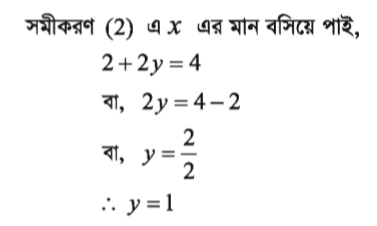 সমীকরণ (2) এ x এর মান বসিয়ে পাই,
2 + 2y = 4
বা, 2y = 4 – 2
বা, y = 2/2
∴ y = 1